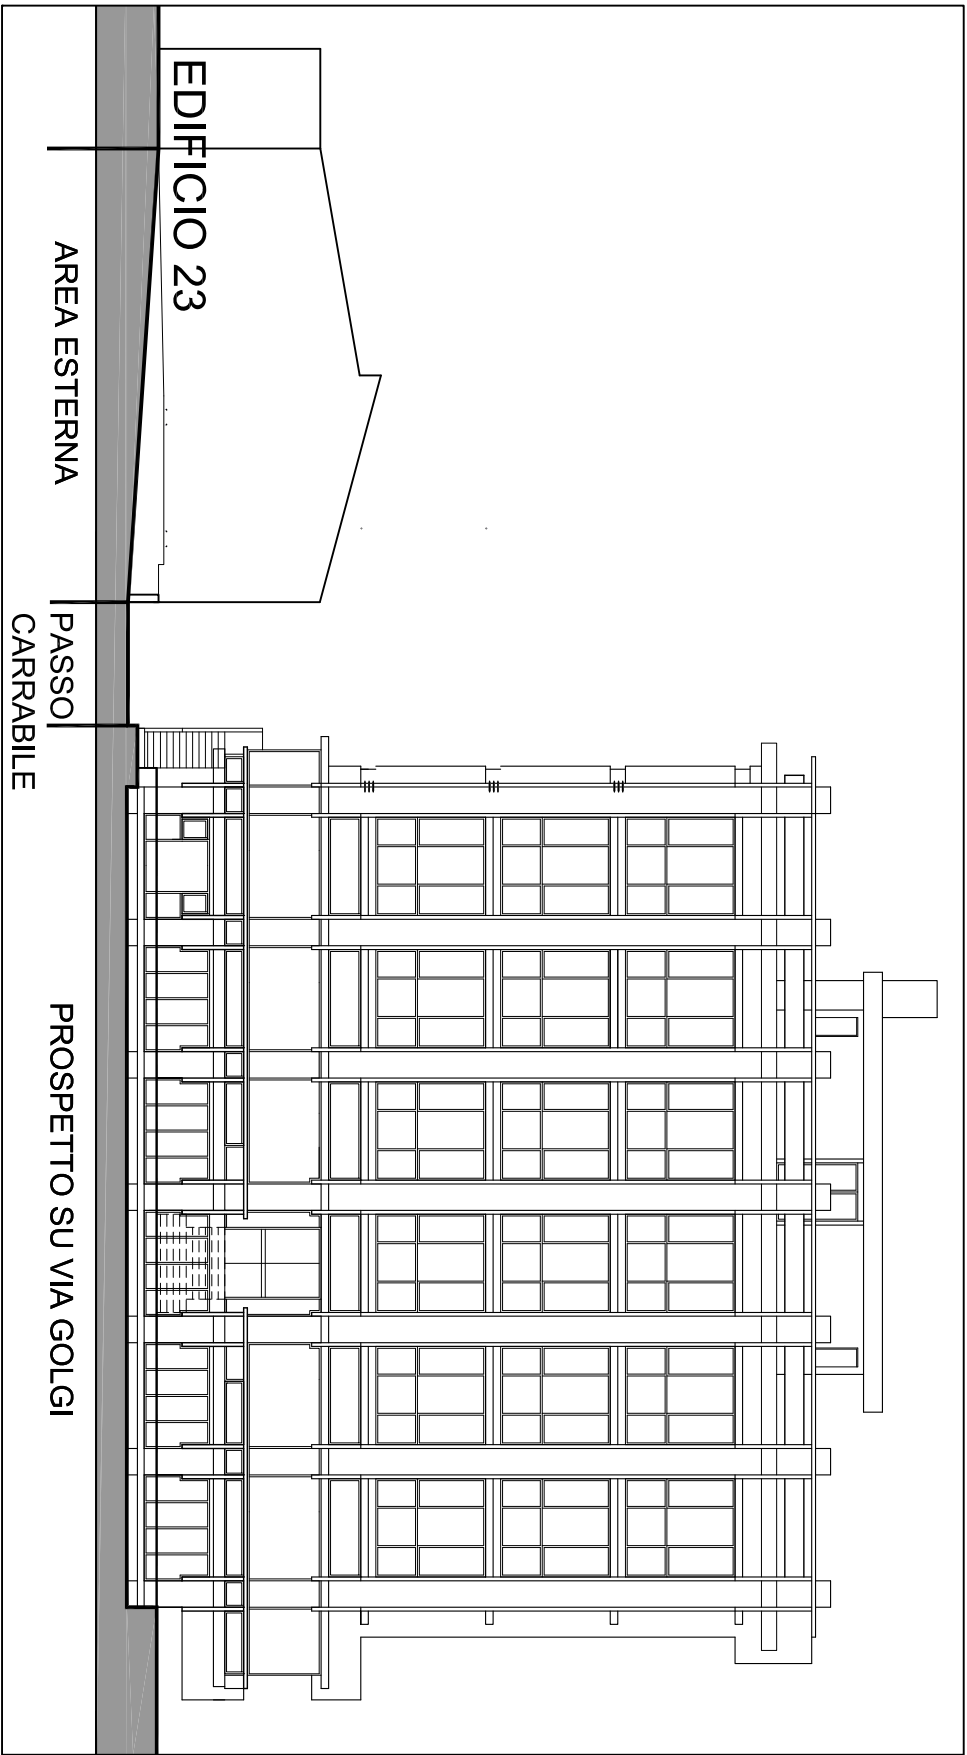 EDIFICIO 23
AREA ESTERNA
PASSO
CARRABILE
PROSPETTO SU VIA GOLGI